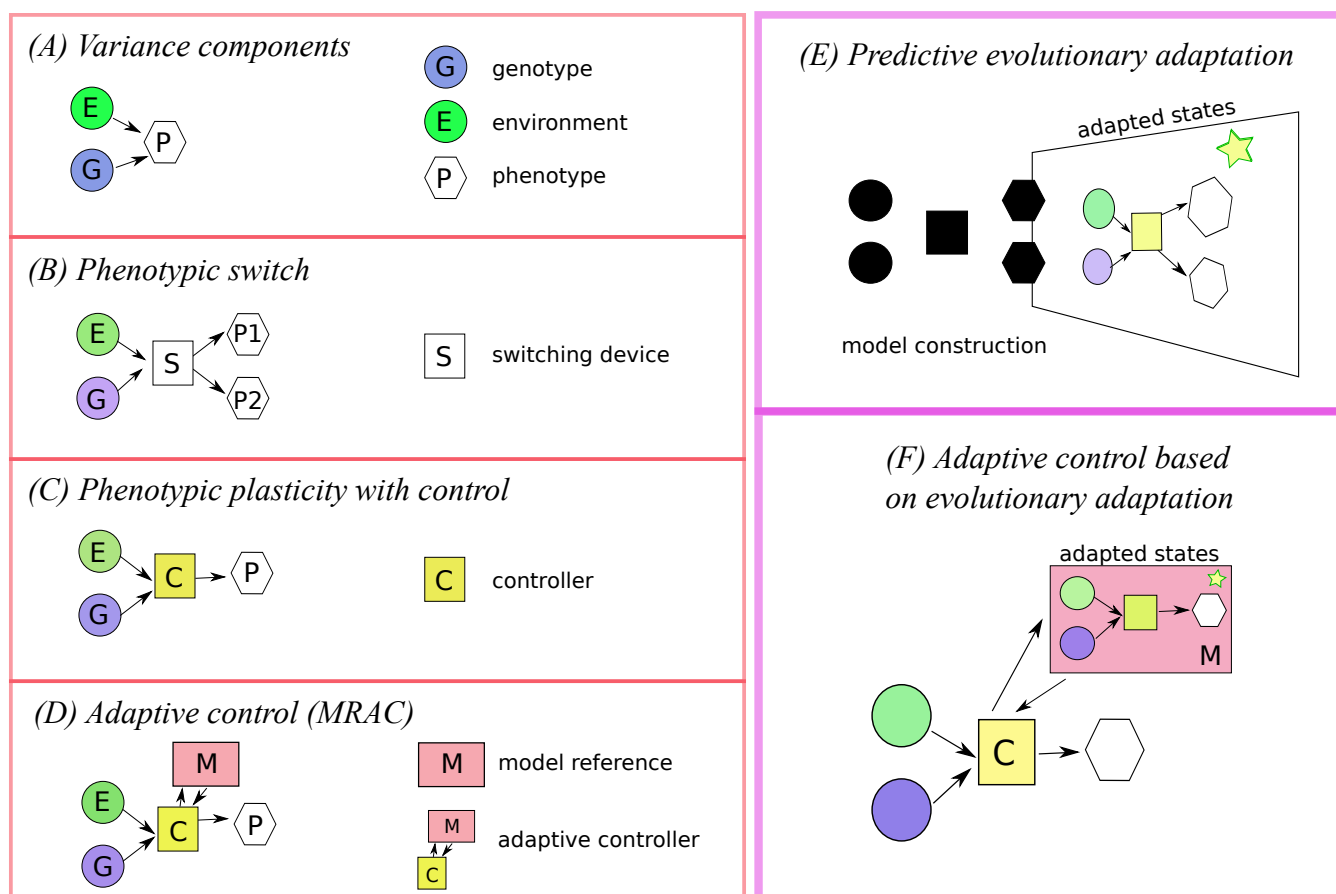 (A) Variance components
E
G
P
G genotype
E environment
P phenotype
(B) Phenotypic switch
E
G
S
P1
P2
S switching device
(C) Phenotypic plasticity with control
E
G
C
P
C controller
(D) Adaptive control (MRAC)
M
E
G
C
P
M model reference
M
C
adaptive controller
(E) Predictive evolutionary adaptation
adapted states
model construction
(F) Adaptive control based
on evolutionary adaptation
adapted states
M
C